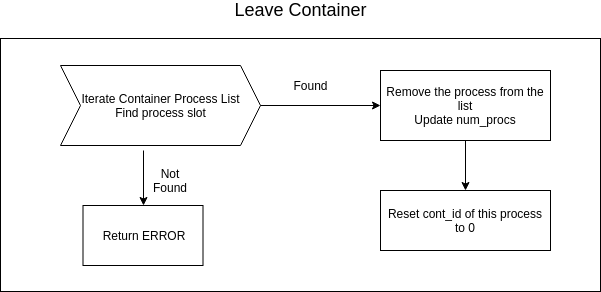 Leave Container
Iterate Container Process List
Find process slot
Found
Remove the process from the
list
Update num_procs
Not
Found
Return ERROR
Reset cont_id of this process
to 0